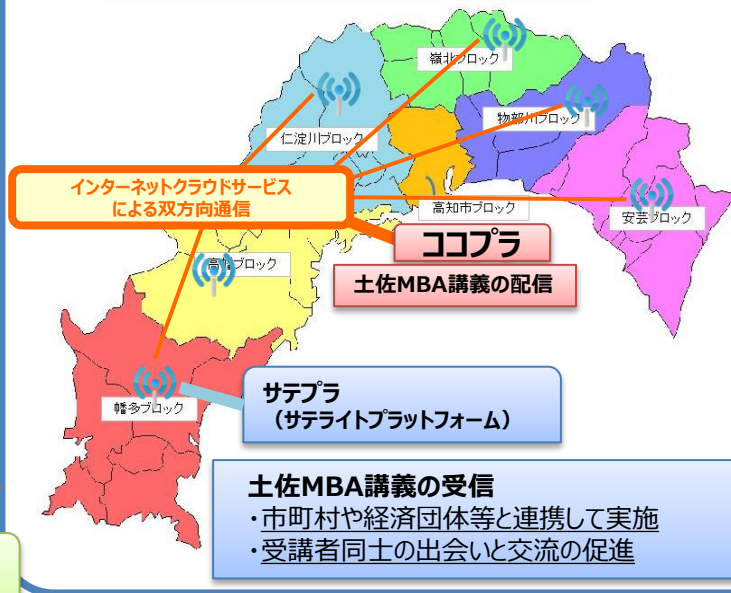 嶺北ブロック
物部川ブロック
仁淀川ブロック
インターネットクラウドサービス
による双方向通信
高知市ブロック
安芸ブロック
ココプラ
高幡ブロック
土佐MBA講義の配信
サテプラ
（サテライトプラットフォーム）
幡多ブロック
土佐MBA講義の受信
・市町村や経済団体等と連携して実施
・受講者同士の出会いと交流の促進